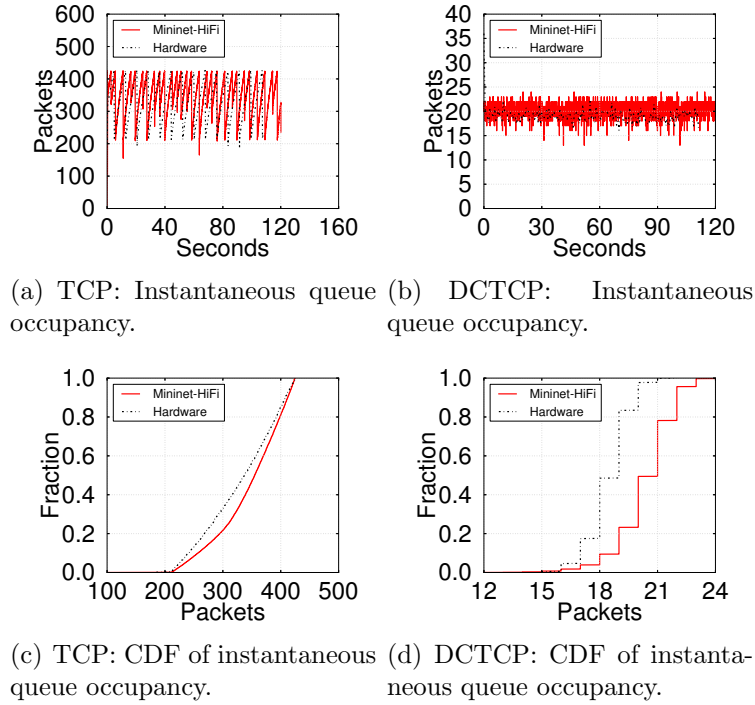 600
500
400
300
200
100
0
Packets
Mininet-HiFi
Hardware
0 40 80 120 160
Seconds
(a) TCP: Instantaneous queue
occupancy.
40
35
30
25
20
15
10
5
0
Packets
Mininet-HiFi
Hardware
0 30 60 90 120
Seconds
(b) DCTCP: Instantaneous
queue occupancy.
1.0
0.8
0.6
0.4
0.2
0.0
Fraction
Mininet-HiFi
Hardware
100 200 300 400 500
Packets
(c) TCP: CDF of instantaneous
queue occupancy.
1.0
0.8
0.6
0.4
0.2
0.0
Fraction
Mininet-HiFi
Hardware
12 15 18 21 24
Packets
(d) DCTCP: CDF of instanta-
neous queue occupancy.